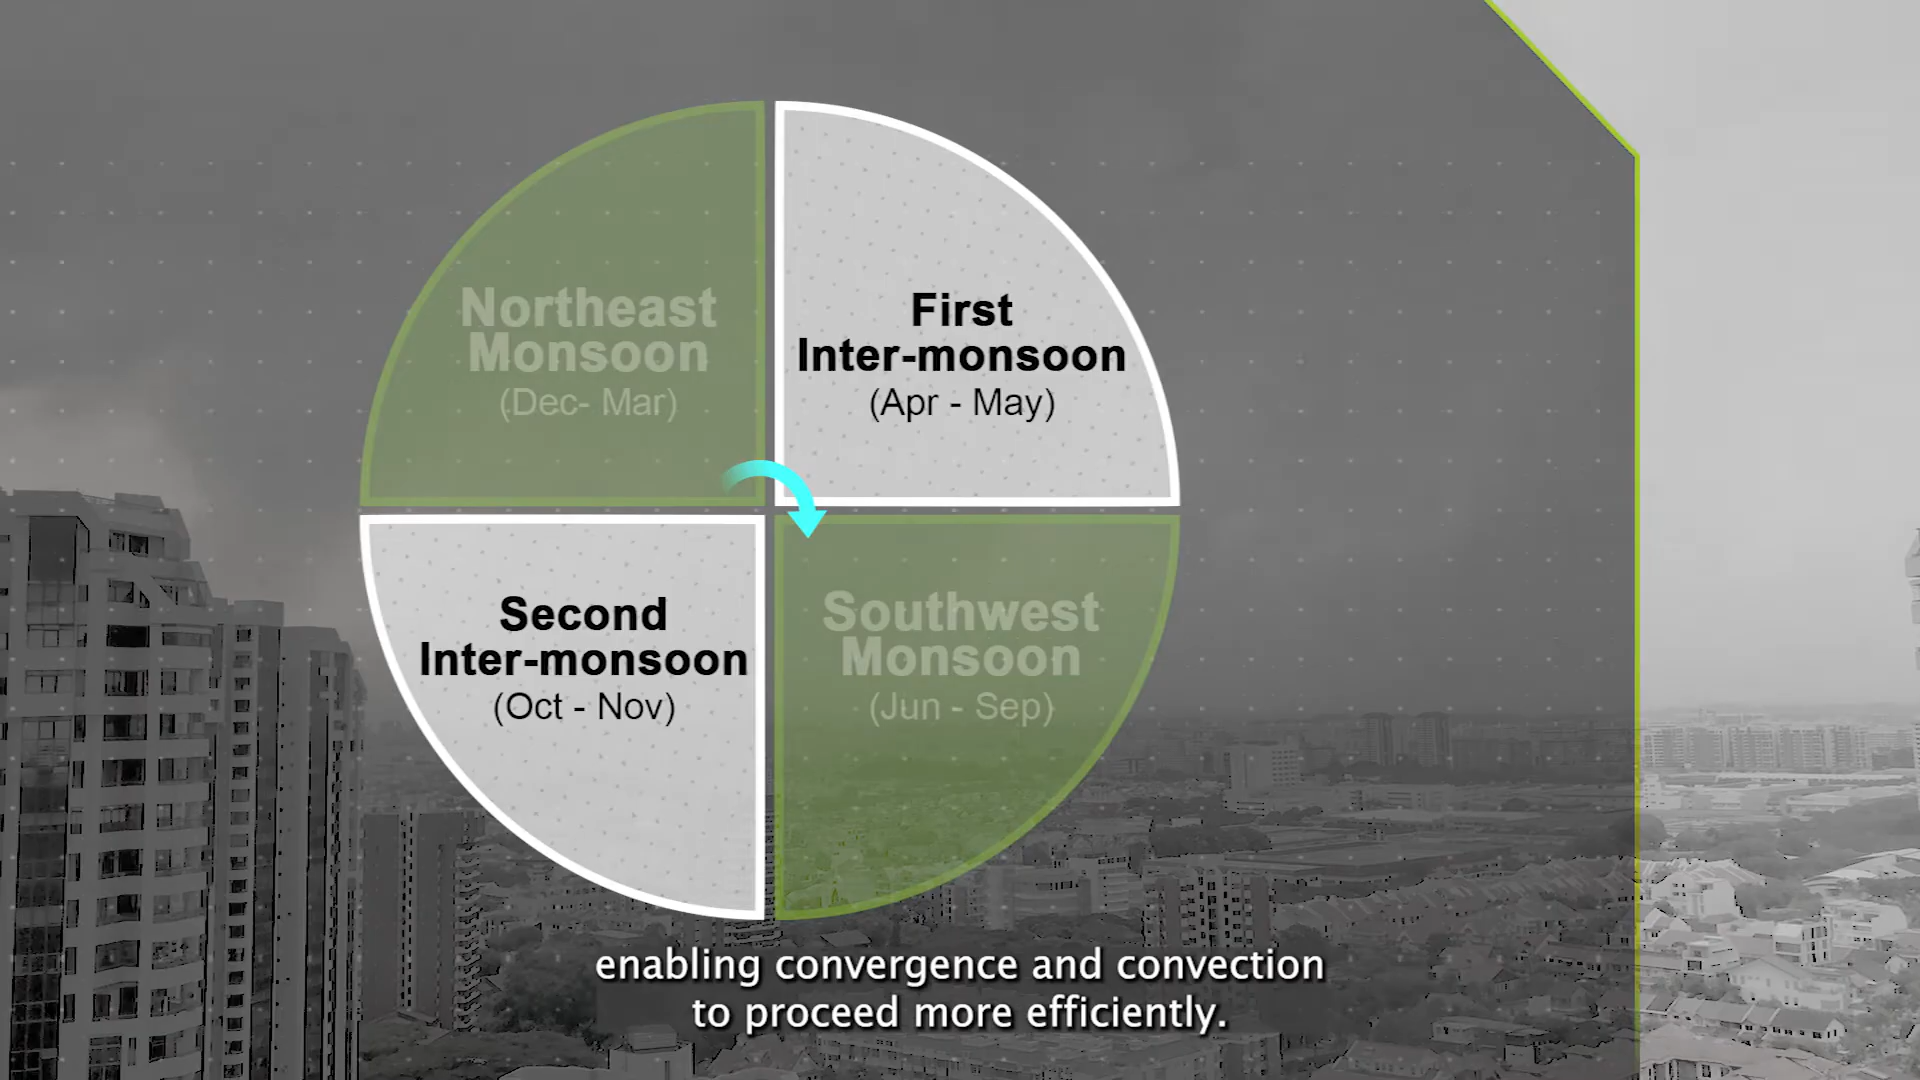 Northeast
Monsoon
(Dec- Mar)
First
Inter-monsoon
(Apr - May)
Second
Inter-monsoon
(Oct - Nov)
Southwest
Monsoon
(Jun - Sep)
enabling convergence and convection
to proceed more efficiently.